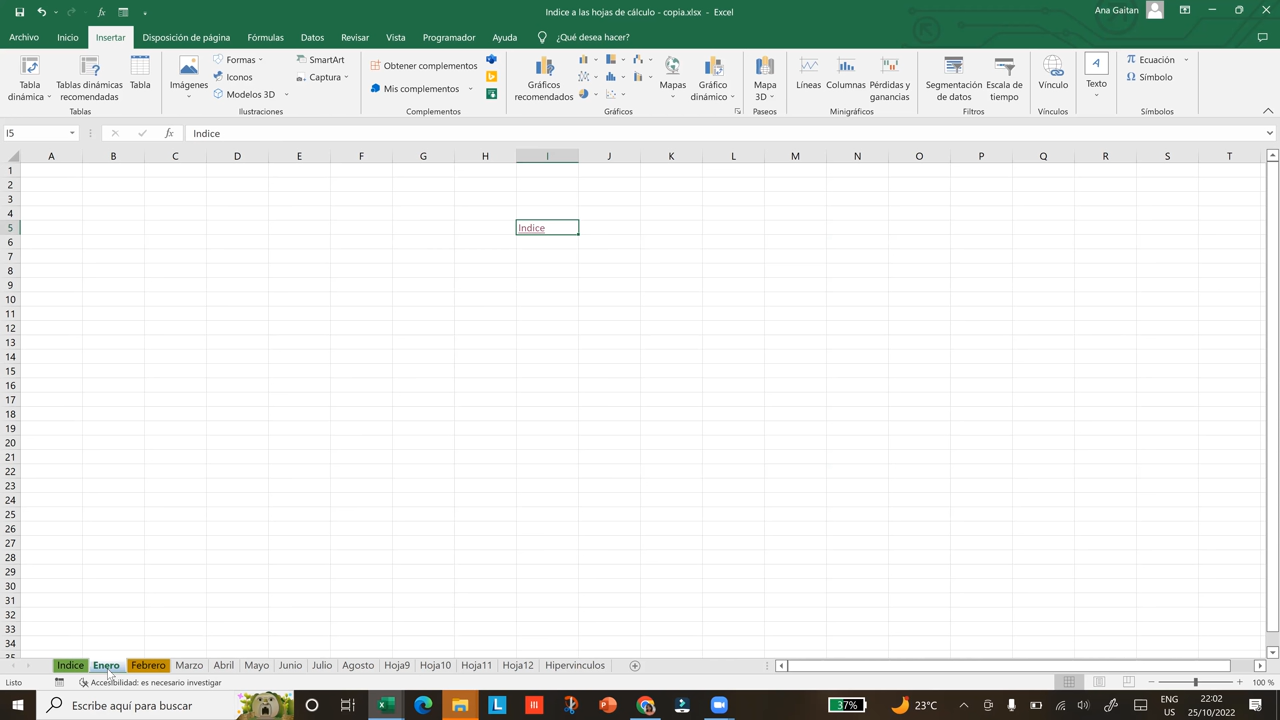 Indice a las hojas de cálculo - copia.xlsx - Excel
Ana Gaitan
Archivo Inicio Insertar Disposición de página Fórmulas Datos Revisar Vista Programador Ayuda ¿Qué desea hacer?
Tabla dinámica
Tablas dinámicas recomendadas
Tabla
Imágenes
Formas
Iconos
Modelos 3D
SmartArt
Captura
Obtener complementos
Mis complementos
Gráficos recomendados
Mapas
Gráfico dinámico
Mapa 3D
Líneas
Columnas
Pérdidas y ganancias
Segmentación de datos
Escala de tiempo
Vínculo
Texto
Ecuación
Símbolo
Tablas Ilustraciones Complementos Gráficos Paseos Minigráficos Filtros Vínculos Símbolos
I5 fx Indice
A B C D E F G H I J K L M N O P Q R S T
1
2
3
4
5 Indice
6
7
8
9
10
11
12
13
14
15
16
17
18
19
20
21
22
23
24
25
26
27
28
29
30
31
32
33
34
35
Indice Enero Febrero Marzo Abril Mayo Junio Julio Agosto Hoja9 Hoja10 Hoja11 Hoja12 Hipervinculos
Listo Accesibilidad: es necesario investigar 100 %
Escribe aquí para buscar 37% 23°C ENG US 22:02 25/10/2022